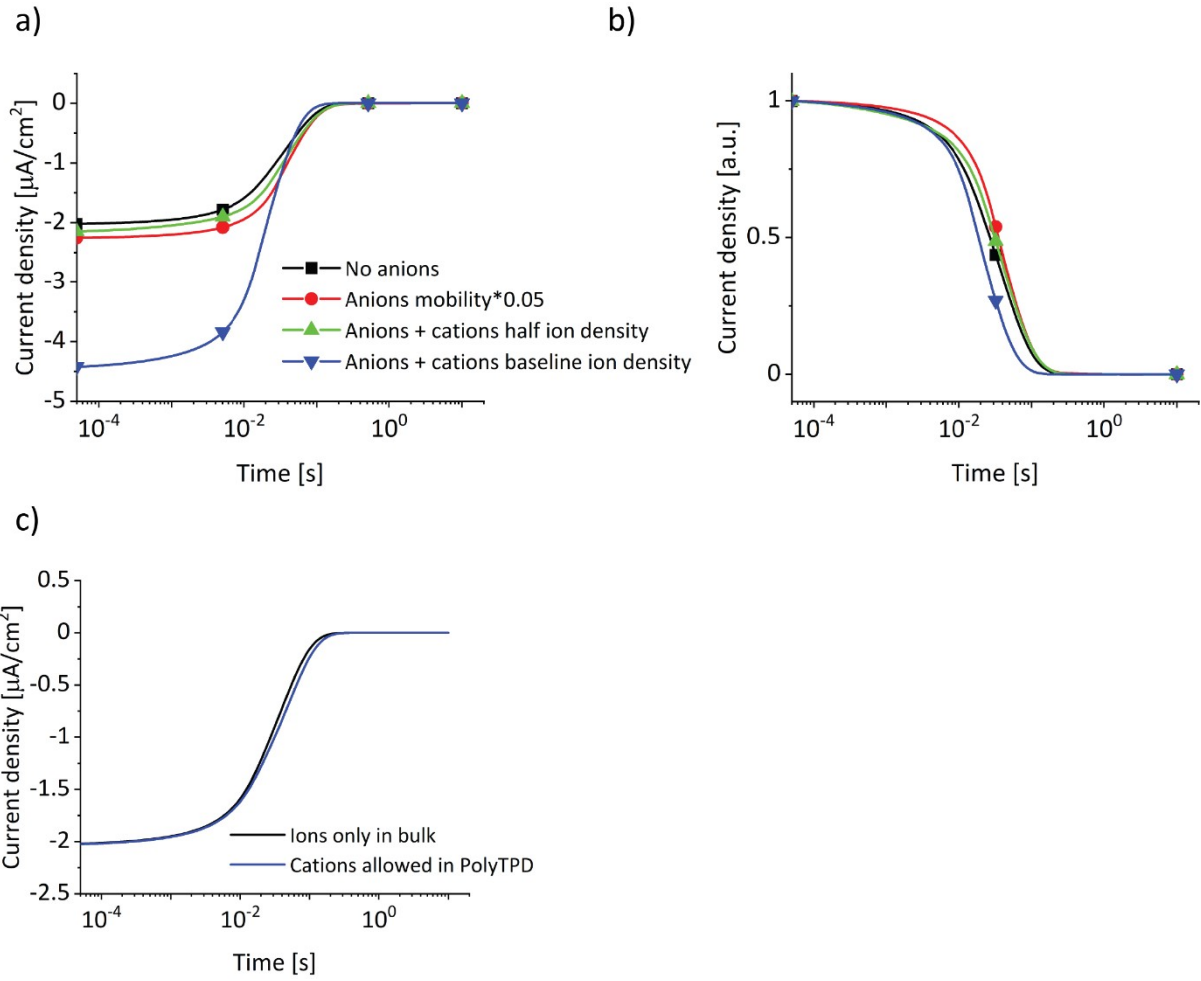 a)
0
-1
-2
-3
-4
-5
Current density [µA/cm²]
No anions
Anions mobility*0.05
Anions + cations half ion density
Anions + cations baseline ion density
10⁻⁴
10⁻²
10⁰
Time [s]
b)
1
0.5
0
Current density [a.u.]
10⁻⁴
10⁻²
10⁰
Time [s]
c)
0.5
0
-0.5
-1
-1.5
-2
-2.5
Current density [µA/cm²]
Ions only in bulk
Cations allowed in PolyTPD
10⁻⁴
10⁻²
10⁰
Time [s]